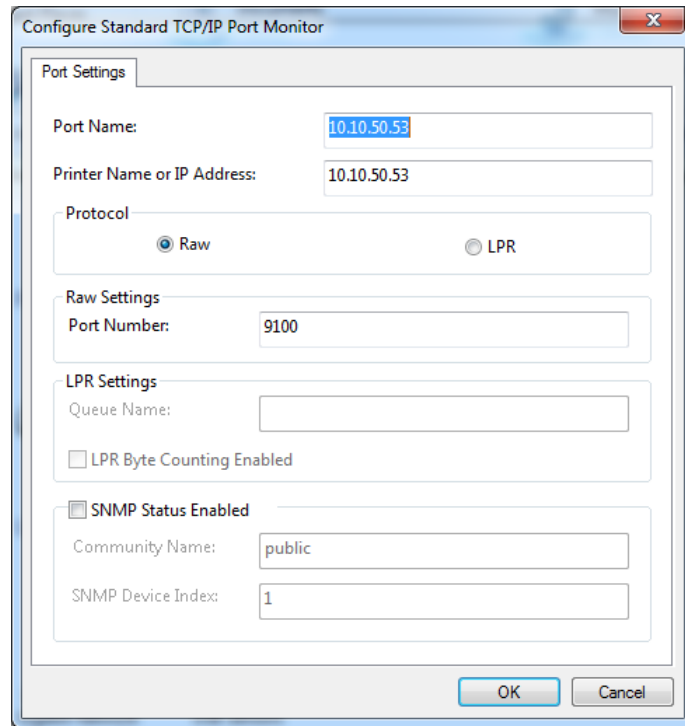 Configure Standard TCP/IP Port Monitor
Port Settings
Port Name: 10.10.50.53
Printer Name or IP Address: 10.10.50.53
Protocol
Raw LPR
Raw Settings
Port Number: 9100
LPR Settings
Queue Name:
LPR Byte Counting Enabled
SNMP Status Enabled
Community Name: public
SNMP Device Index: 1
OK Cancel